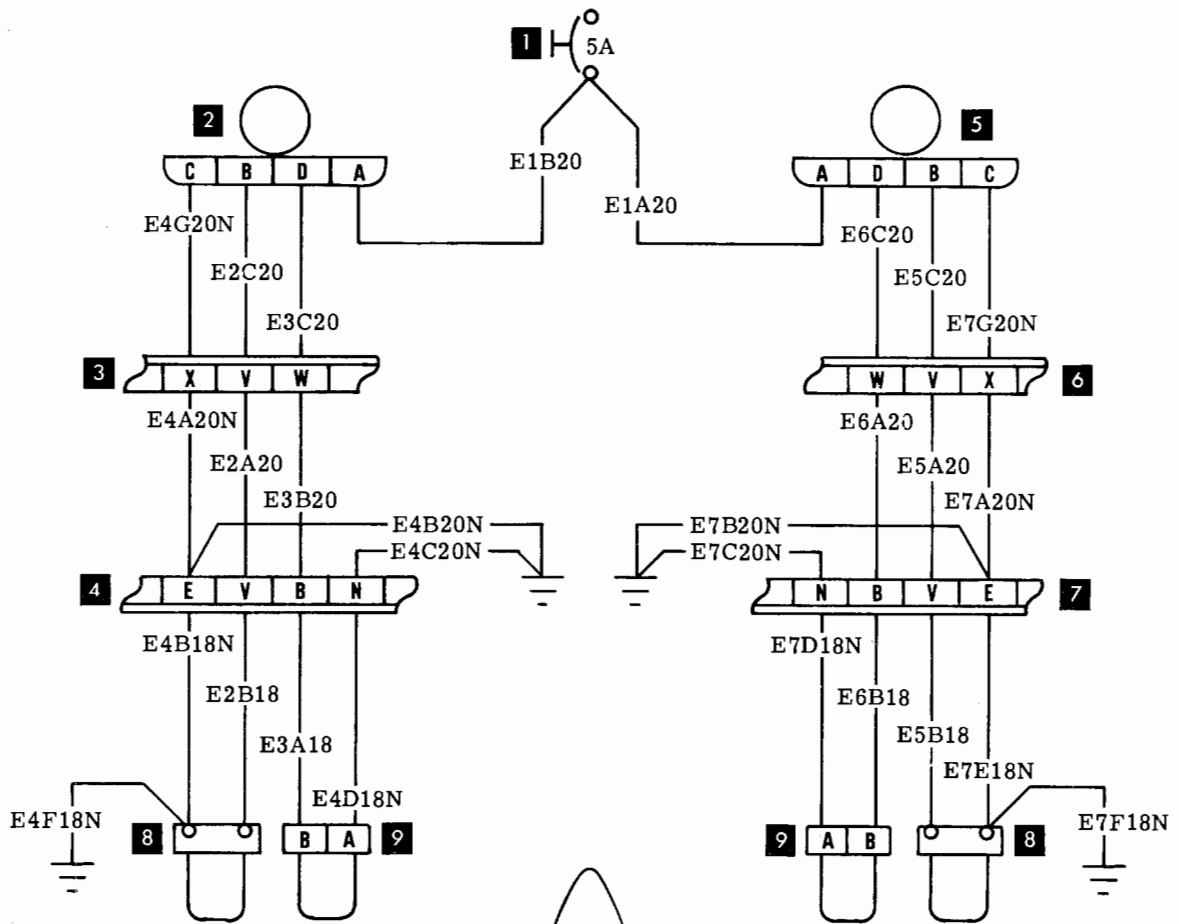 1 5A
2 5
E1B20
C B D A A D B C
E1A20
E4G20N E6C20
E2C20 E5C20
E3C20 E7G20N
3 X V W W V X 6
E4A20N E6A20
E2A20 E5A20
E3B20 E7A20N
E4B20N E7B20N
E4C20N E7C20N
4 E V B N N B V E 7
E4B18N E7D18N
E2B18 E6B18
E3A18 E5B18
E4D18N E7E18N
E4F18N E7F18N
8 B A 9 9 A B 8